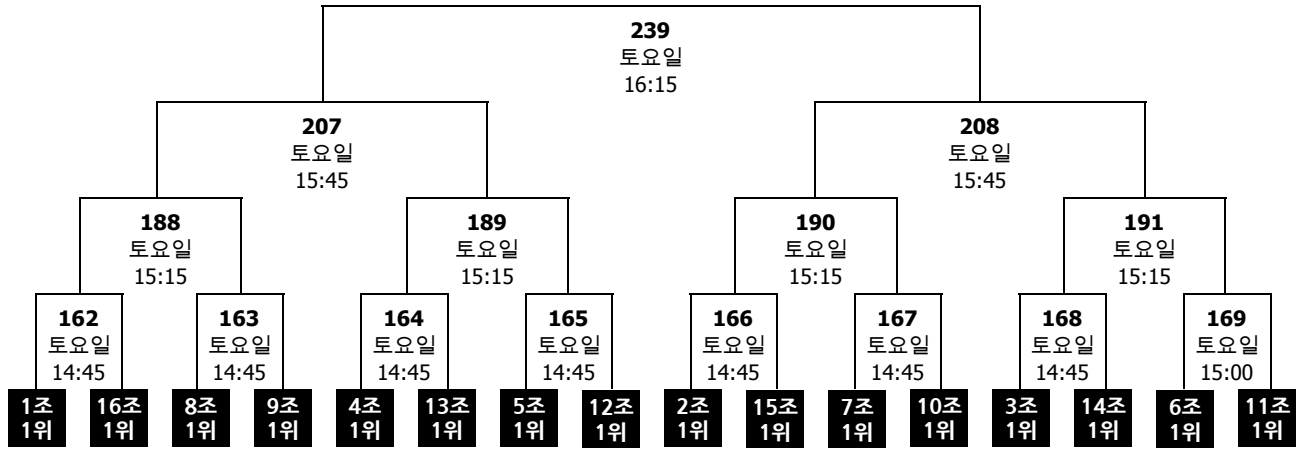 239
토요일
16:15
207
토요일
15:45
208
토요일
15:45
188
토요일
15:15
189
토요일
15:15
190
토요일
15:15
191
토요일
15:15
162
토요일
14:45
163
토요일
14:45
164
토요일
14:45
165
토요일
14:45
166
토요일
14:45
167
토요일
14:45
168
토요일
14:45
169
토요일
15:00
1조
1위
16조
1위
8조
1위
9조
1위
4조
1위
13조
1위
5조
1위
12조
1위
2조
1위
15조
1위
7조
1위
10조
1위
3조
1위
14조
1위
6조
1위
11조
1위